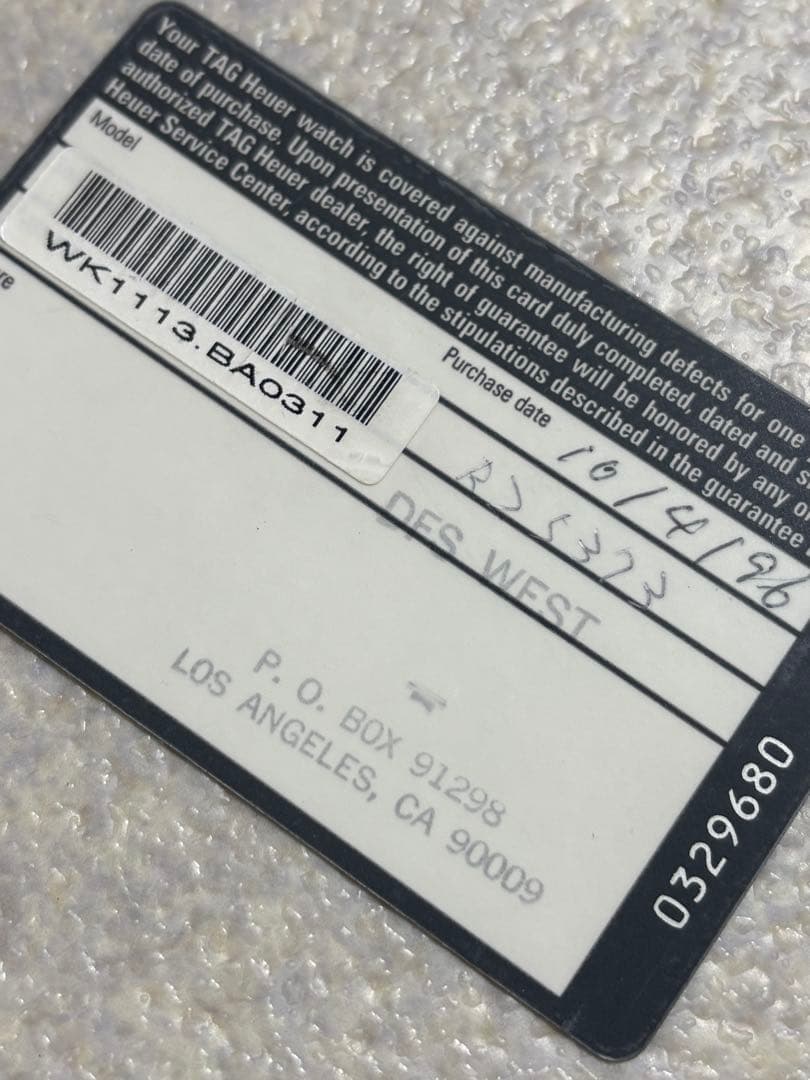 Your TAG Heuer watch is covered against manufacturing defects for one
date of purchase. Upon presentation of this card duly completed, dated and
authorized TAG Heuer dealer, the right of guarantee will be honored by any
Heuer Service Center, according to the stipulations described in the guarantee
Model
WK1113.BA0311
Purchase date 10/4/96
DFS WEST
P. O. BOX 91298
LOS ANGELES, CA 90009
0329680